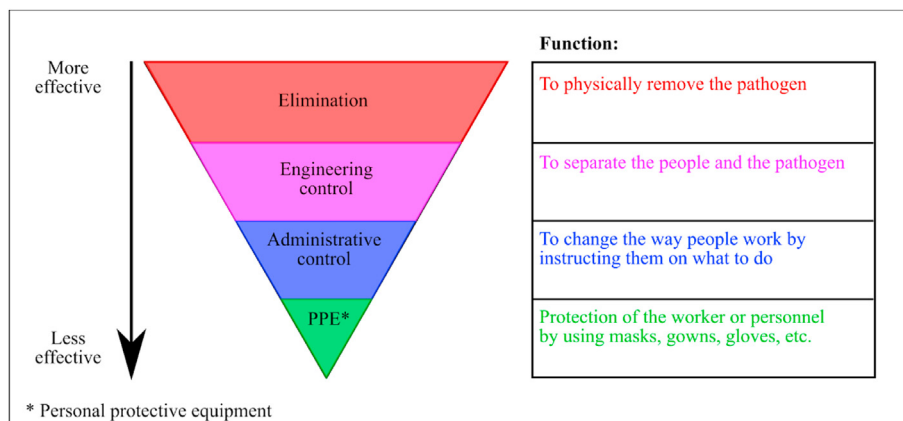 Function:
More
effective
Elimination
To physically remove the pathogen
Engineering
control
To separate the people and the pathogen
Administrative
control
To change the way people work by
instructing them on what to do
PPE*
Protection of the worker or personnel
by using masks, gowns, gloves, etc.
Less
effective
* Personal protective equipment